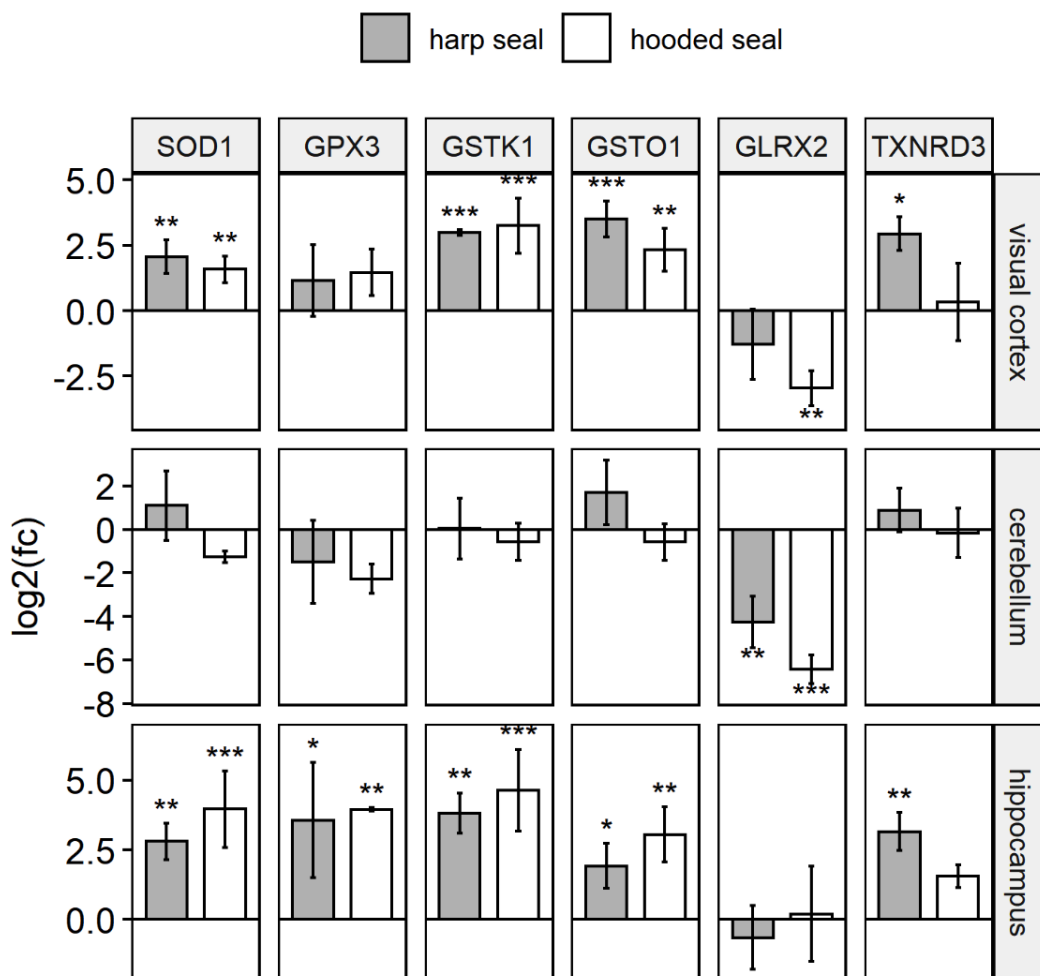 harp seal hooded seal
SOD1 GPX3 GSTK1 GSTO1 GLRX2 TXNRD3
5.0
2.5
0.0
-2.5
** ** *** *** *** ** ** *
visual cortex
log2(fc)
2
0
-2
-4
-6
-8
** ***
cerebellum
5.0
2.5
0.0
** *** * ** ** *** * ** **
hippocampus